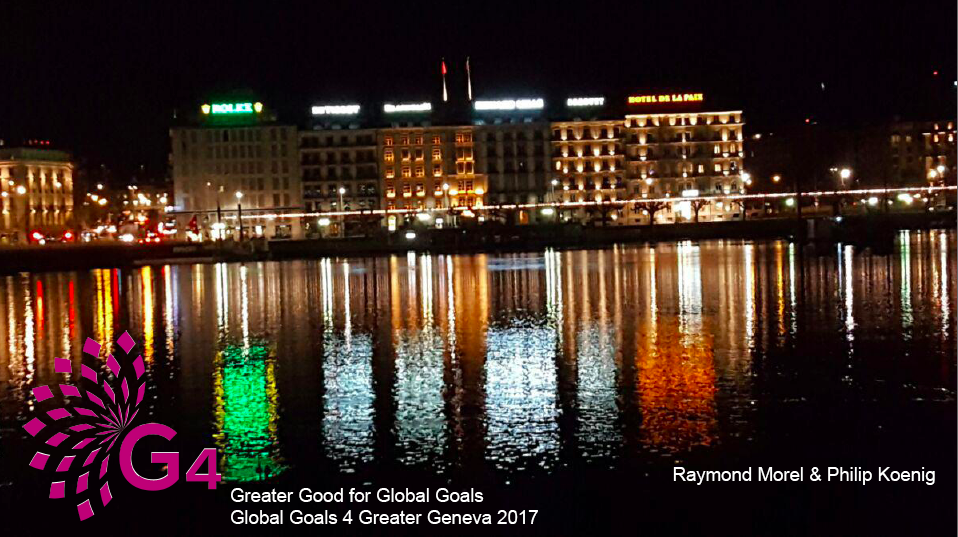 ROLEX
HOTEL DE LA PAIX
G4
Raymond Morel & Philip Koenig
Greater Good for Global Goals
Global Goals 4 Greater Geneva 2017